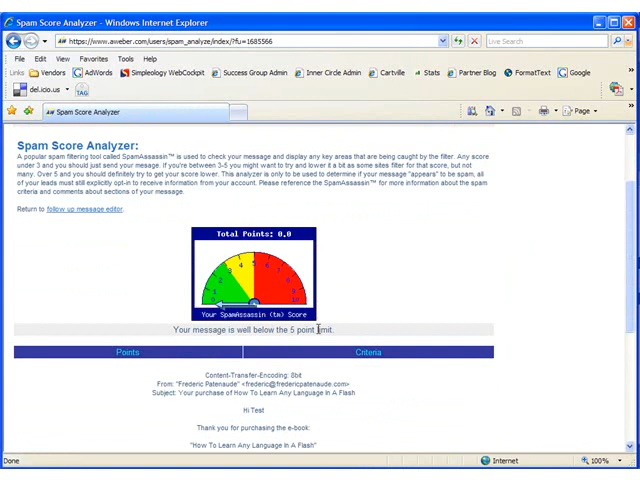 Spam Score Analyzer - Windows Internet Explorer
https://www.aweber.com/users/spam_analyze/index/?fu=1685566
Live Search
File Edit View Favorites Tools Help
Links Vendors AdWords Simpleology WebCockpit Success Group Admin Inner Circle Admin Cartville Stats Partner Blog FormatText Google
del.icio.us TAG
Spam Score Analyzer
Page
Spam Score Analyzer:
A popular spam filtering tool called SpamAssassin™ is used to check your message and display any key areas that are being caught by the filter. Any score
under 3 and you should just send your message. If you're between 3-5 you might want to try and lower it a bit as some sites filter for that score, but not
many. Over 5 and you should definitely try to get your score lower. This analyzer is only to be used to determine if your message "appears" to be spam, all
of your leads must still explicitly opt-in to receive information from your account. Please reference the SpamAssassin™ for more information about the spam
criteria and comments about sections of your message.
Return to follow up message editor.
Total Points: 0.0
0 1 2 3 4 5 6 7 8 9 10
Your SpamAssassin (tm) Score
Your message is well below the 5 point limit.
Points Criteria
Content-Transfer-Encoding: 8bit
From: "Frederic Patenaude" <frederic@fredericpatenaude.com>
Subject: Your purchase of How To Learn Any Language In A Flash
Hi Test
Thank you for purchasing the e-book:
"How To Learn Any Language In A Flash"
Done Internet 100%